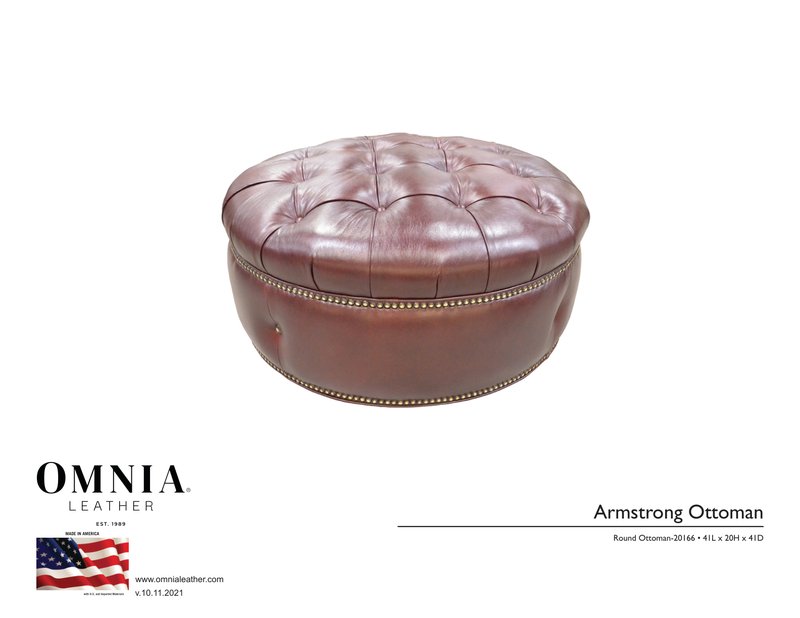 OMNIA®
LEATHER
EST. 1989
MADE IN AMERICA
with U.S. and Imported Materials
www.omnialeather.com
v.10.11.2021
Armstrong Ottoman
Round Ottoman-20166 • 41L x 20H x 41D